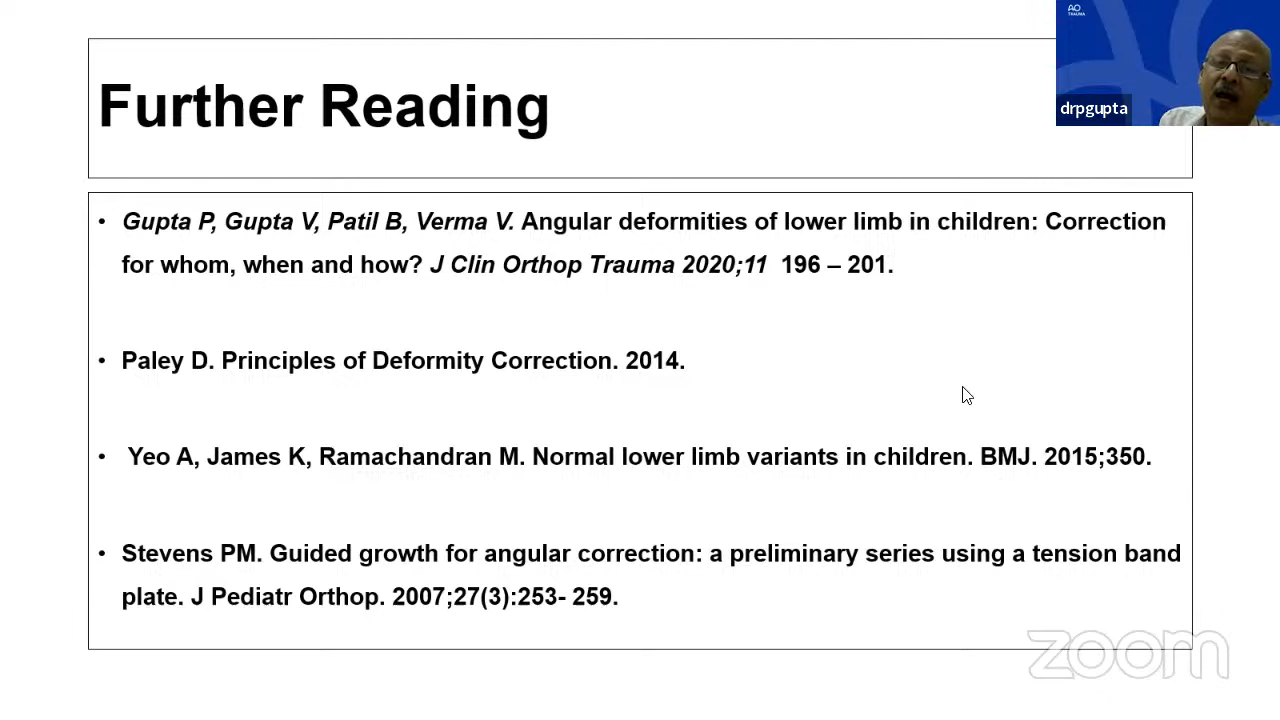 AO
TRAUMA
drpgupta
Further Reading
• Gupta P, Gupta V, Patil B, Verma V. Angular deformities of lower limb in children: Correction
for whom, when and how? J Clin Orthop Trauma 2020;11 196 – 201.
• Paley D. Principles of Deformity Correction. 2014.
• Yeo A, James K, Ramachandran M. Normal lower limb variants in children. BMJ. 2015;350.
• Stevens PM. Guided growth for angular correction: a preliminary series using a tension band
plate. J Pediatr Orthop. 2007;27(3):253- 259.
zoom